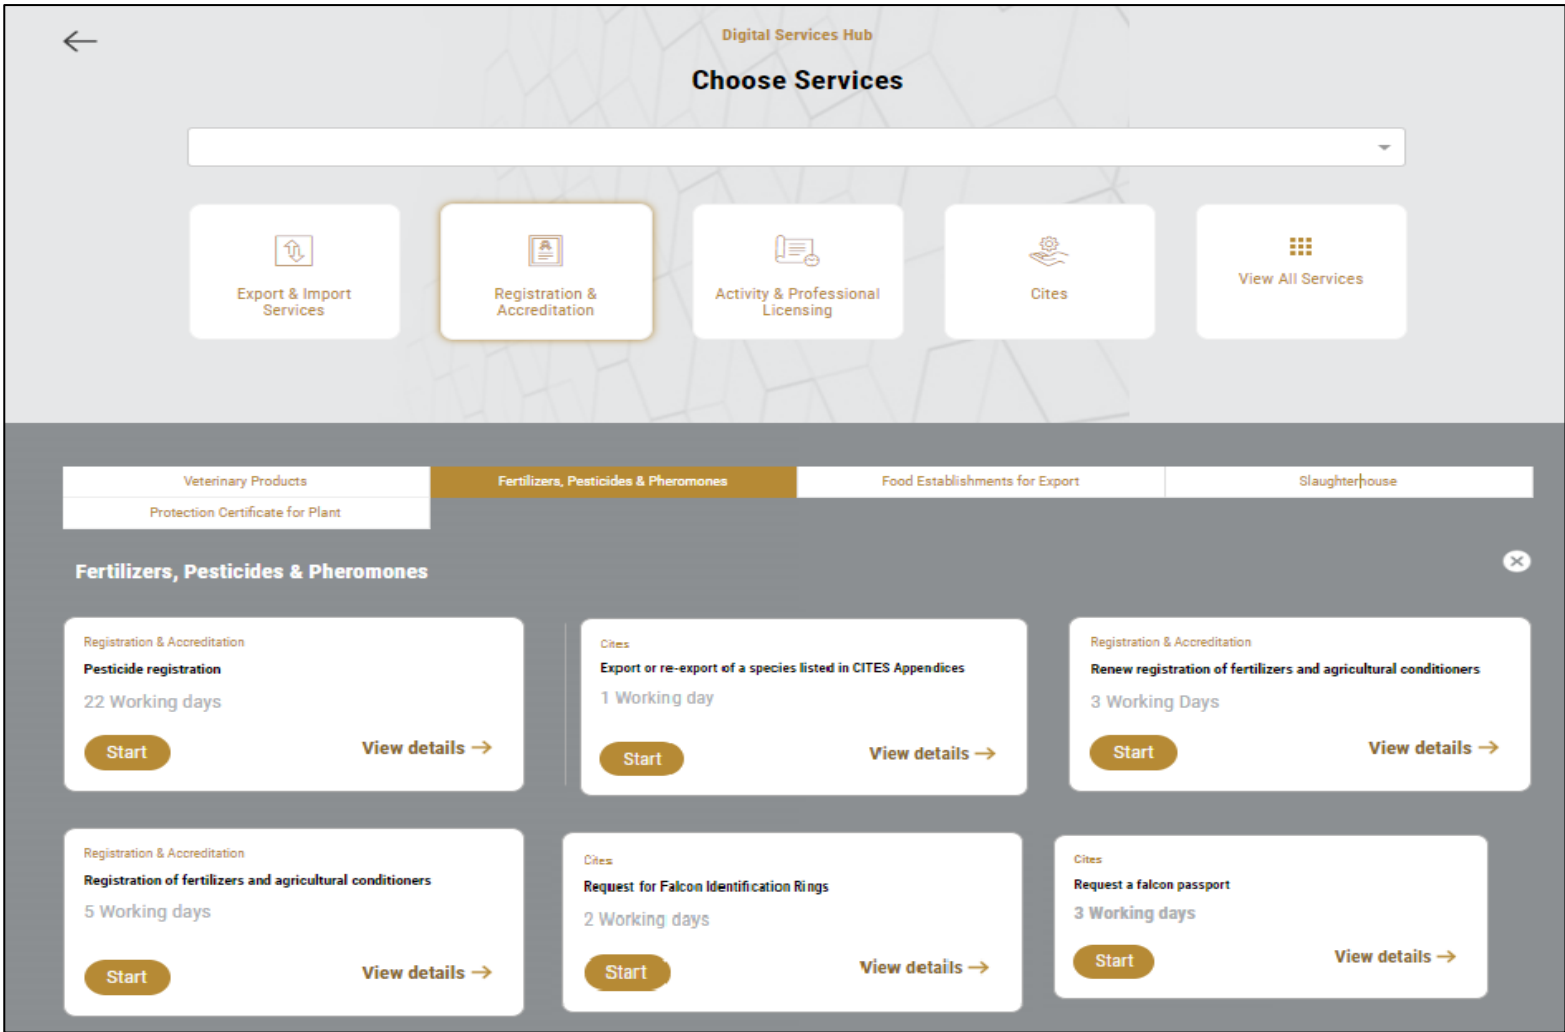 Digital Services Hub
Choose Services
Export & Import
Services
Registration &
Accreditation
Activity & Professional
Licensing
Cites
View All Services
Veterinary Products
Fertilizers, Pesticides & Pheromones
Food Establishments for Export
Slaughterhouse
Protection Certificate for Plant
Fertilizers, Pesticides & Pheromones
Registration & Accreditation
Pesticide registration
22 Working days
Start
View details
Cites
Export or re-export of a species listed in CITES Appendices
1 Working day
Start
View details
Registration & Accreditation
Renew registration of fertilizers and agricultural conditioners
3 Working Days
Start
View details
Registration & Accreditation
Registration of fertilizers and agricultural conditioners
5 Working days
Start
View details
Cites
Request for Falcon Identification Rings
2 Working days
Start
View details
Cites
Request a falcon passport
3 Working days
Start
View details